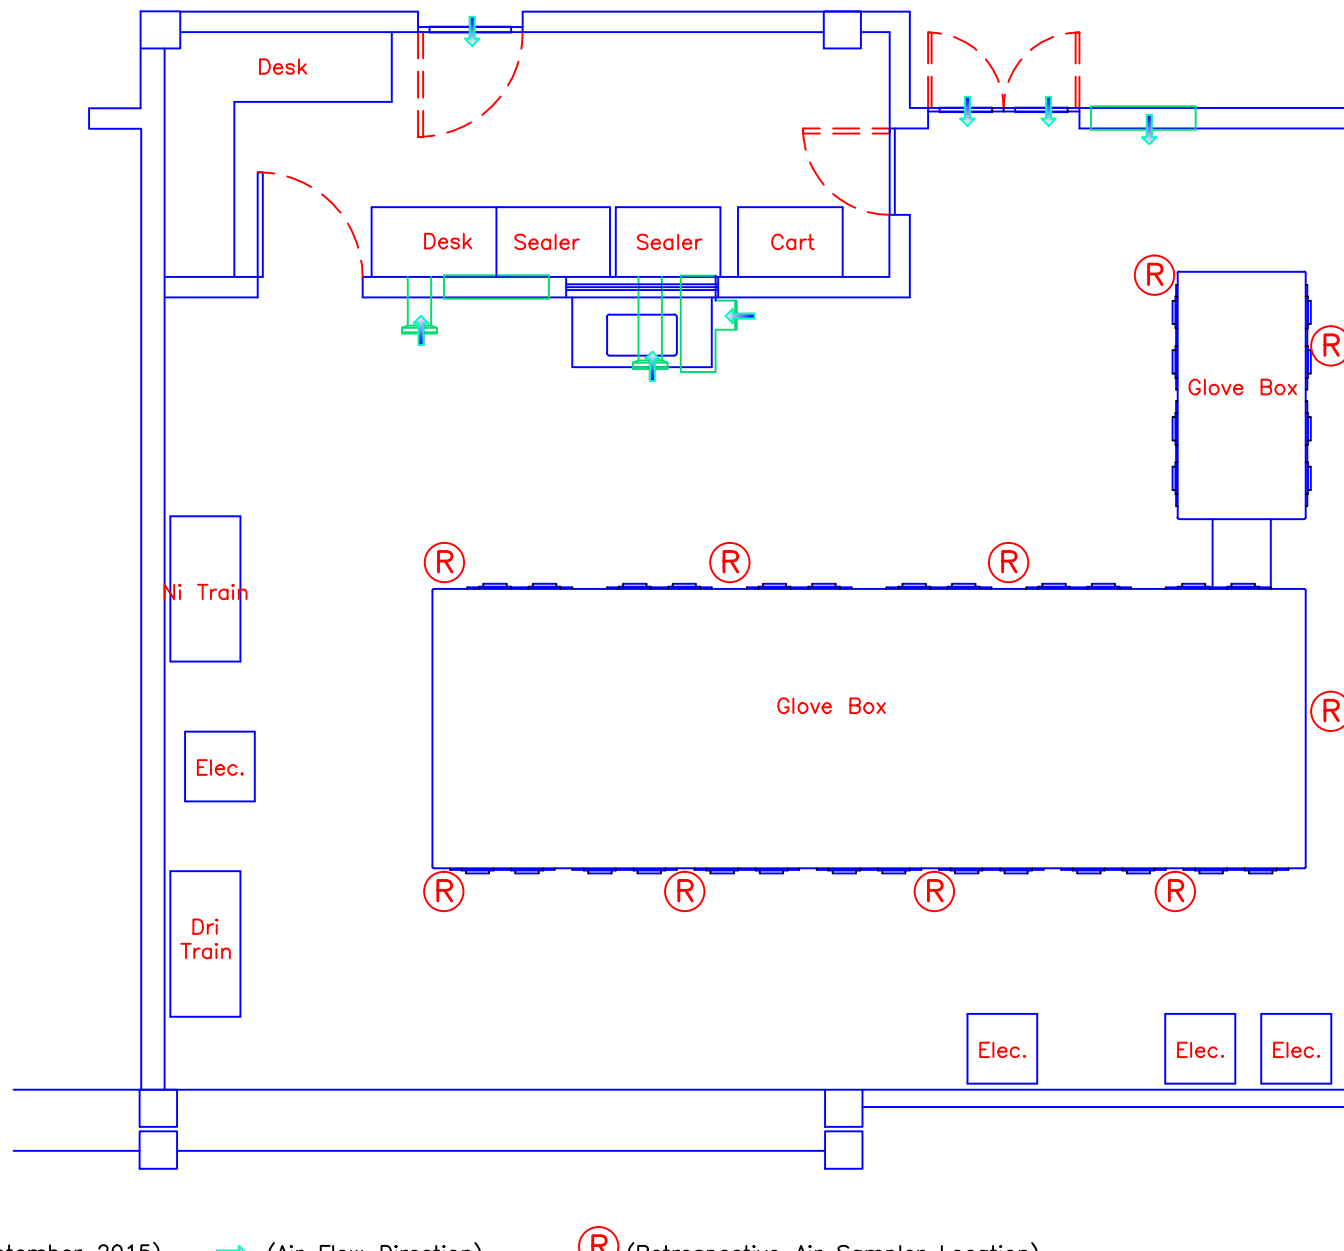 Desk
Desk Sealer Sealer Cart
R
R
Glove Box
R R R
Ni Train
Glove Box
R
Elec.
R R R R
Dri
Train
Elec. Elec. Elec.
2015) (Air Flow Direction) R (Retrospective Air Sampler Location)